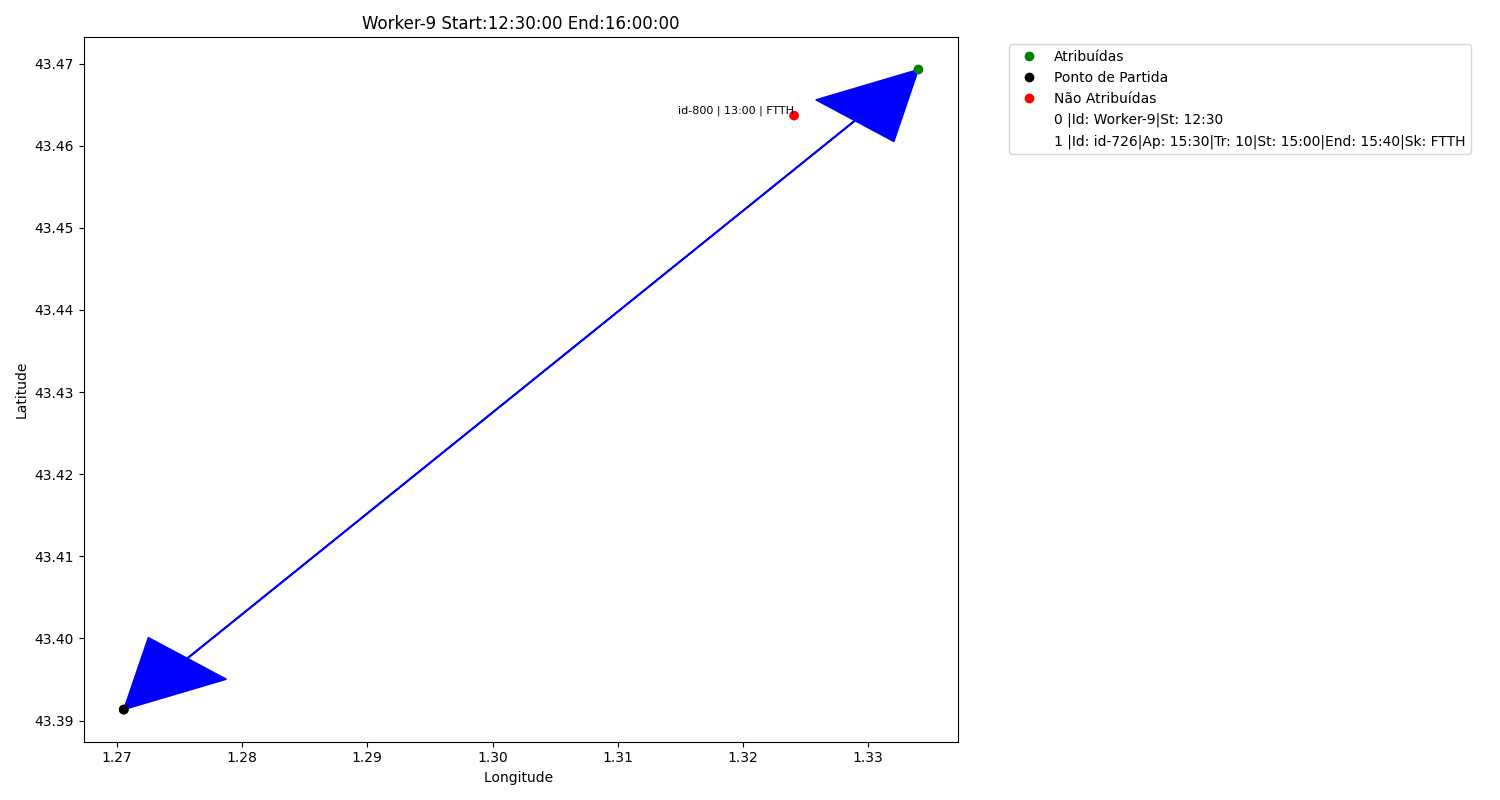 Worker-9 Start:12:30:00 End:16:00:00
43.47
43.46
43.45
43.44
43.43
43.42
43.41
43.40
43.39
Latitude
id-800 | 13:00 | FTTH
1.27
1.28
1.29
1.30
1.31
1.32
1.33
Longitude
Atribuídas
Ponto de Partida
Não Atribuídas
0 |Id: Worker-9|St: 12:30
1 |Id: id-726|Ap: 15:30|Tr: 10|St: 15:00|End: 15:40|Sk: FTTH